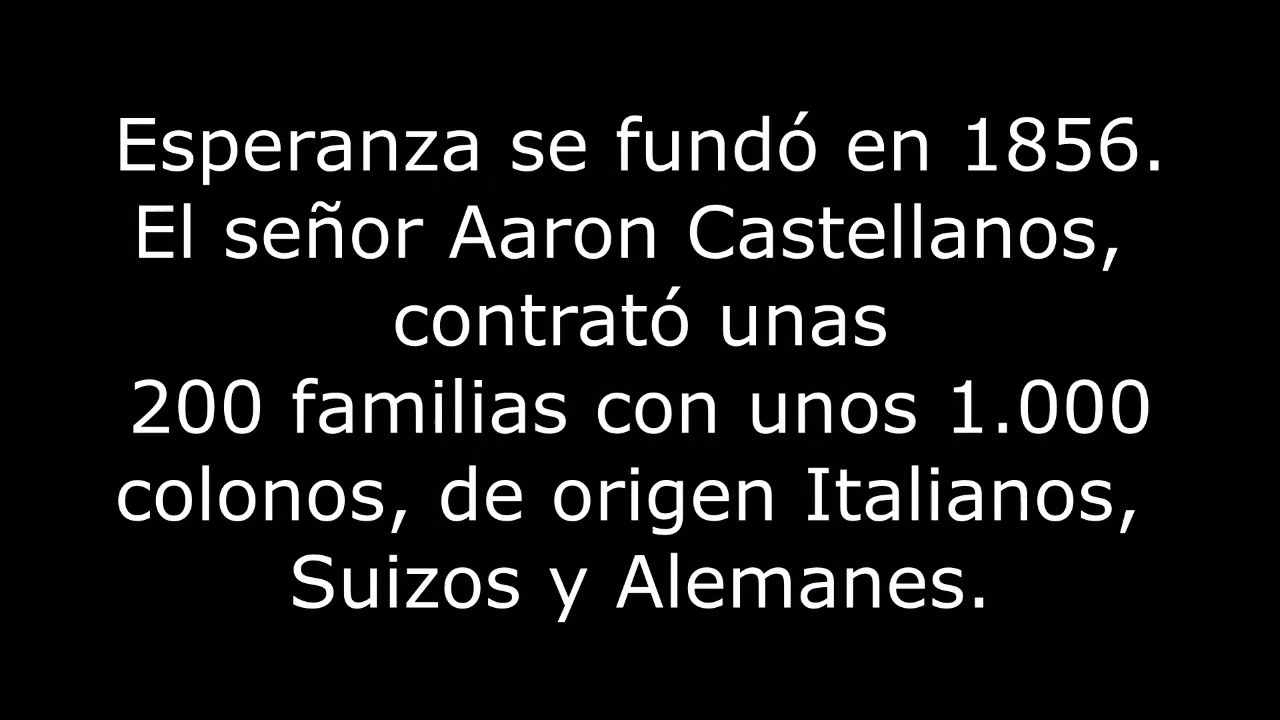 Esperanza se fundó en 1856.
El señor Aaron Castellanos,
contrató unas
200 familias con unos 1.000
colonos, de origen Italianos,
Suizos y Alemanes.